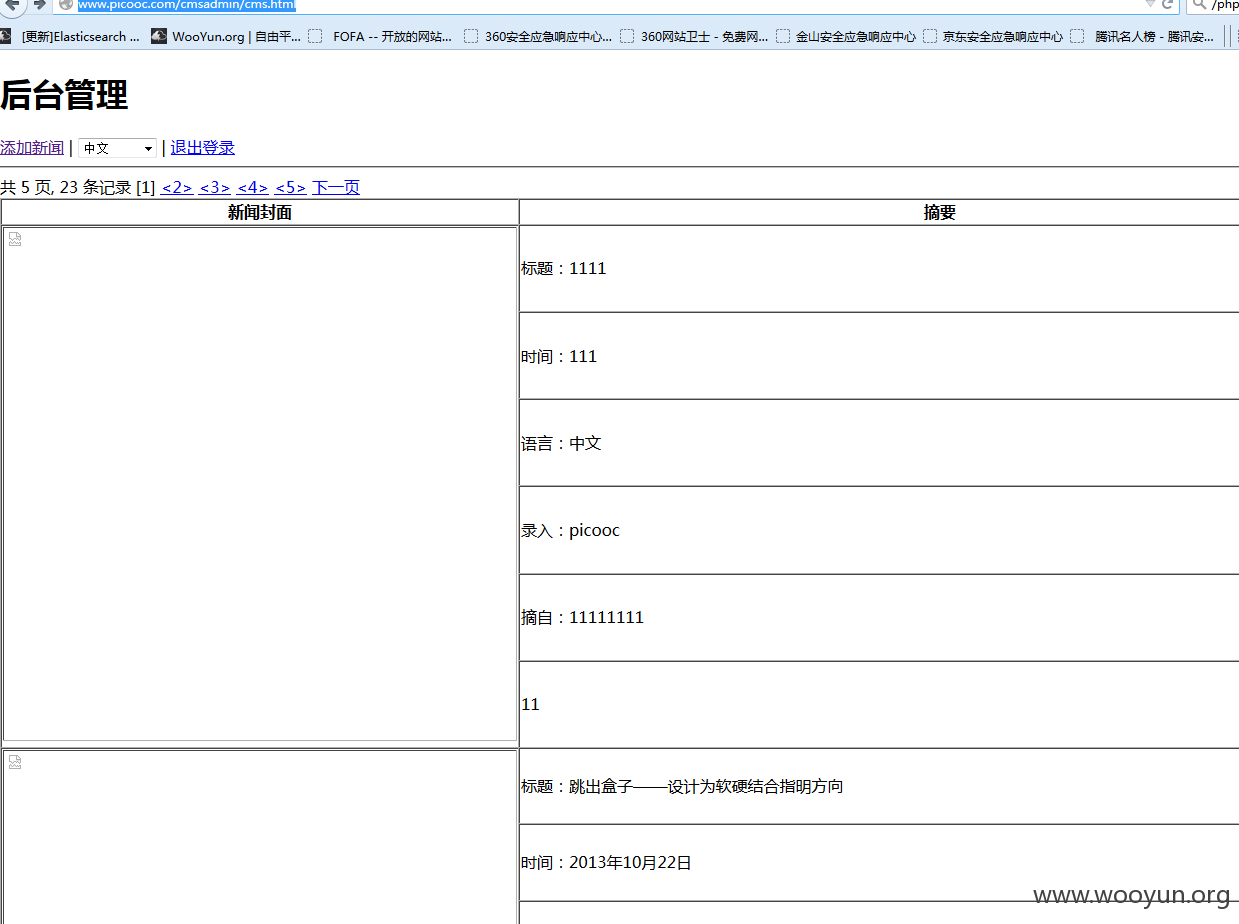 www.picooc.com/cmsadmin/cms.html /php
[更新]Elasticsearch ... WooYun.org | 自由平... FOFA -- 开放的网站... 360安全应急响应中心... 360网站卫士 - 免费网... 金山安全应急响应中心 京东安全应急响应中心 腾讯名人榜 - 腾讯安...
后台管理
添加新闻 | 中文 | 退出登录
共 5 页, 23 条记录 [1] <2> <3> <4> <5> 下一页
新闻封面 摘要
标题：1111
时间：111
语言：中文
录入：picooc
摘自：11111111
11
标题：跳出盒子——设计为软硬结合指明方向
时间：2013年10月22日
www.wooyun.org